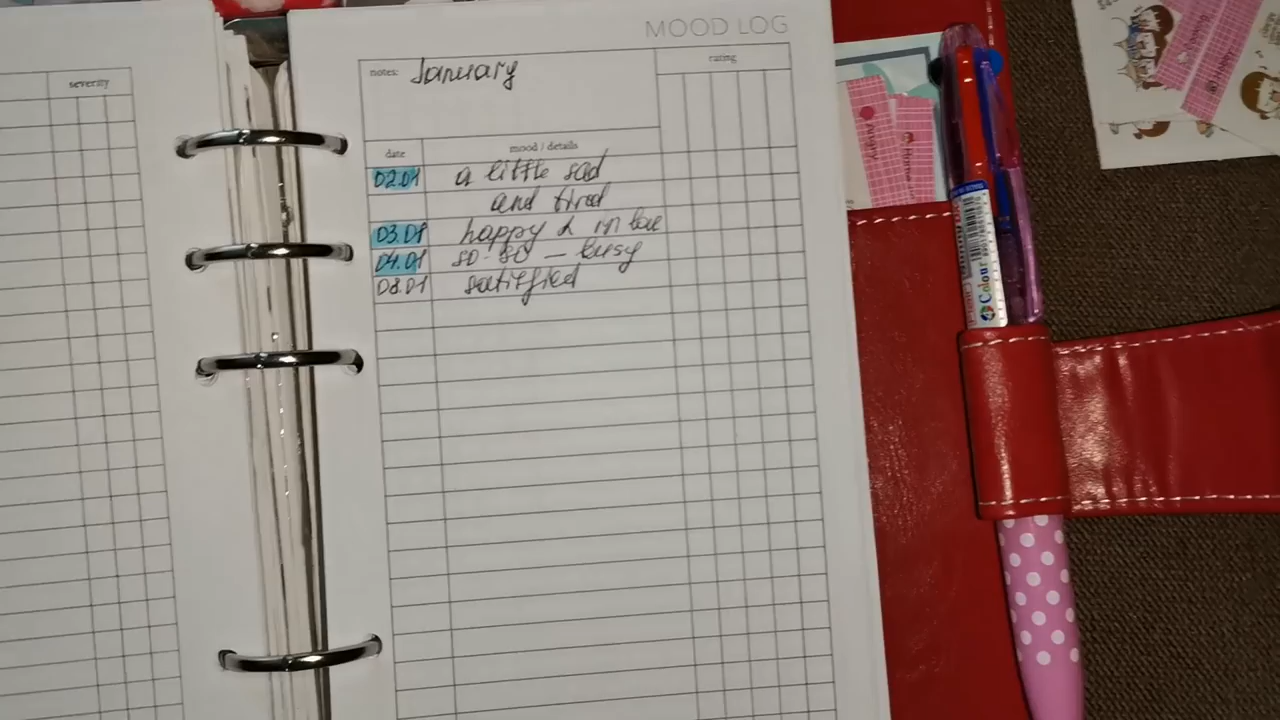 MOOD LOG
severity
notes: January
rating
date mood / details
02.01 a little sad
and tired
03.01 happy & in love
04.01 so-so – busy
08.01 satisfied
Colour